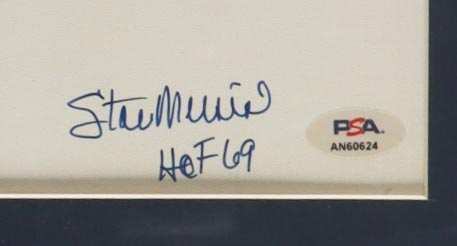 Stan Musial
HOF 69
PSA.
AN60624